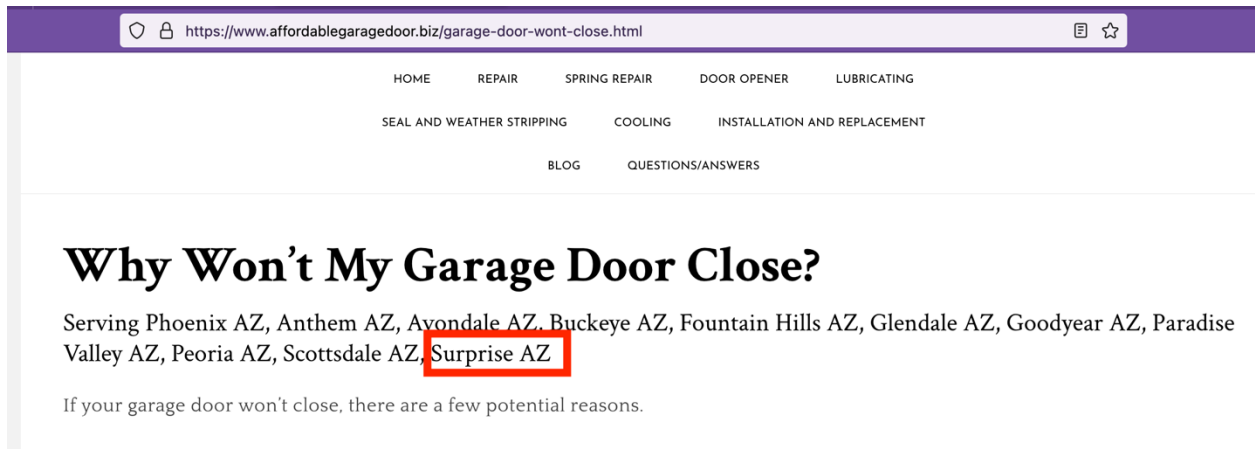 https://www.affordablegaragedoor.biz/garage-door-wont-close.html
HOME REPAIR SPRING REPAIR DOOR OPENER LUBRICATING
SEAL AND WEATHER STRIPPING COOLING INSTALLATION AND REPLACEMENT
BLOG QUESTIONS/ANSWERS
Why Won’t My Garage Door Close?
Serving Phoenix AZ, Anthem AZ, Avondale AZ, Buckeye AZ, Fountain Hills AZ, Glendale AZ, Goodyear AZ, Paradise
Valley AZ, Peoria AZ, Scottsdale AZ, Surprise AZ
If your garage door won’t close, there are a few potential reasons.